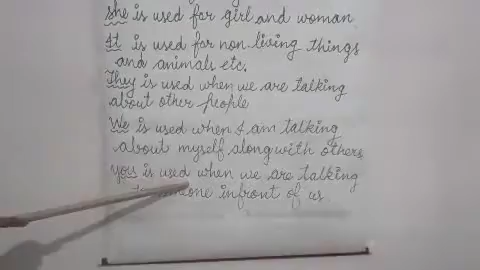 she is used for girl and woman
It is used for non living things
and animals etc.
They is used when we are talking
about other people
We is used when I am talking
about myself along with others
you is used when we are talking
infront of us.